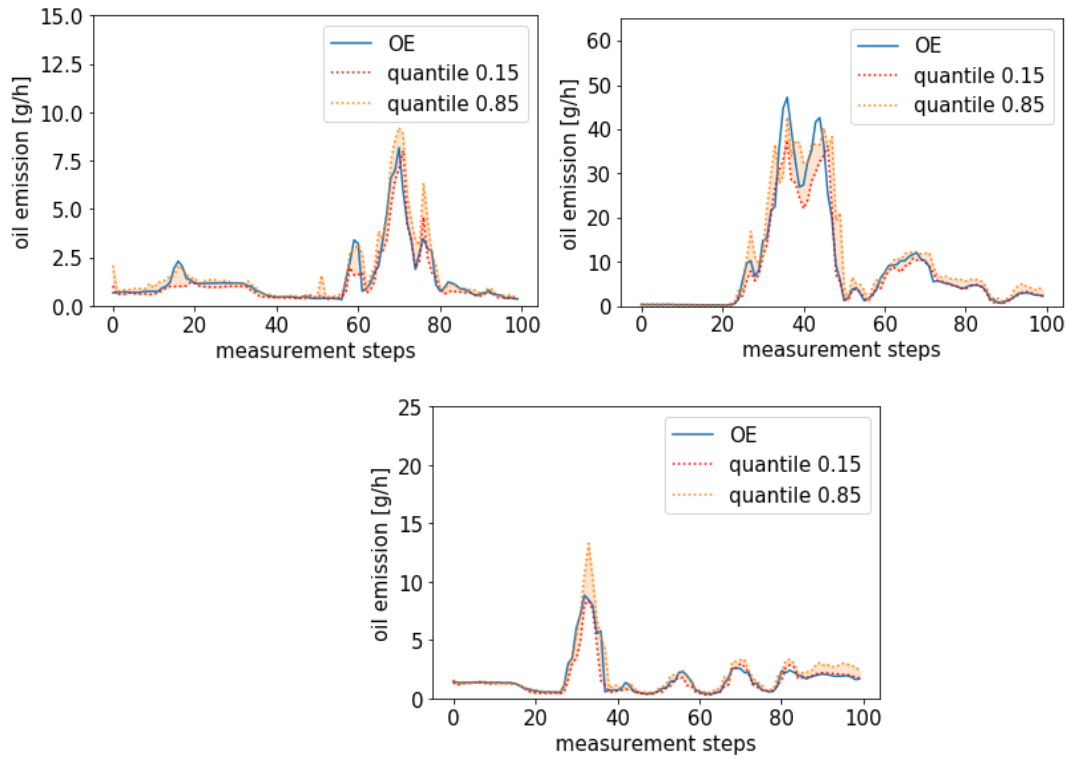 15.0
12.5
10.0
7.5
5.0
2.5
0.0
oil emission [g/h]
OE
quantile 0.15
quantile 0.85
0 20 40 60 80 100
measurement steps
60
50
40
30
20
10
0
oil emission [g/h]
OE
quantile 0.15
quantile 0.85
0 20 40 60 80 100
measurement steps
25
20
15
10
5
0
oil emission [g/h]
OE
quantile 0.15
quantile 0.85
0 20 40 60 80 100
measurement steps